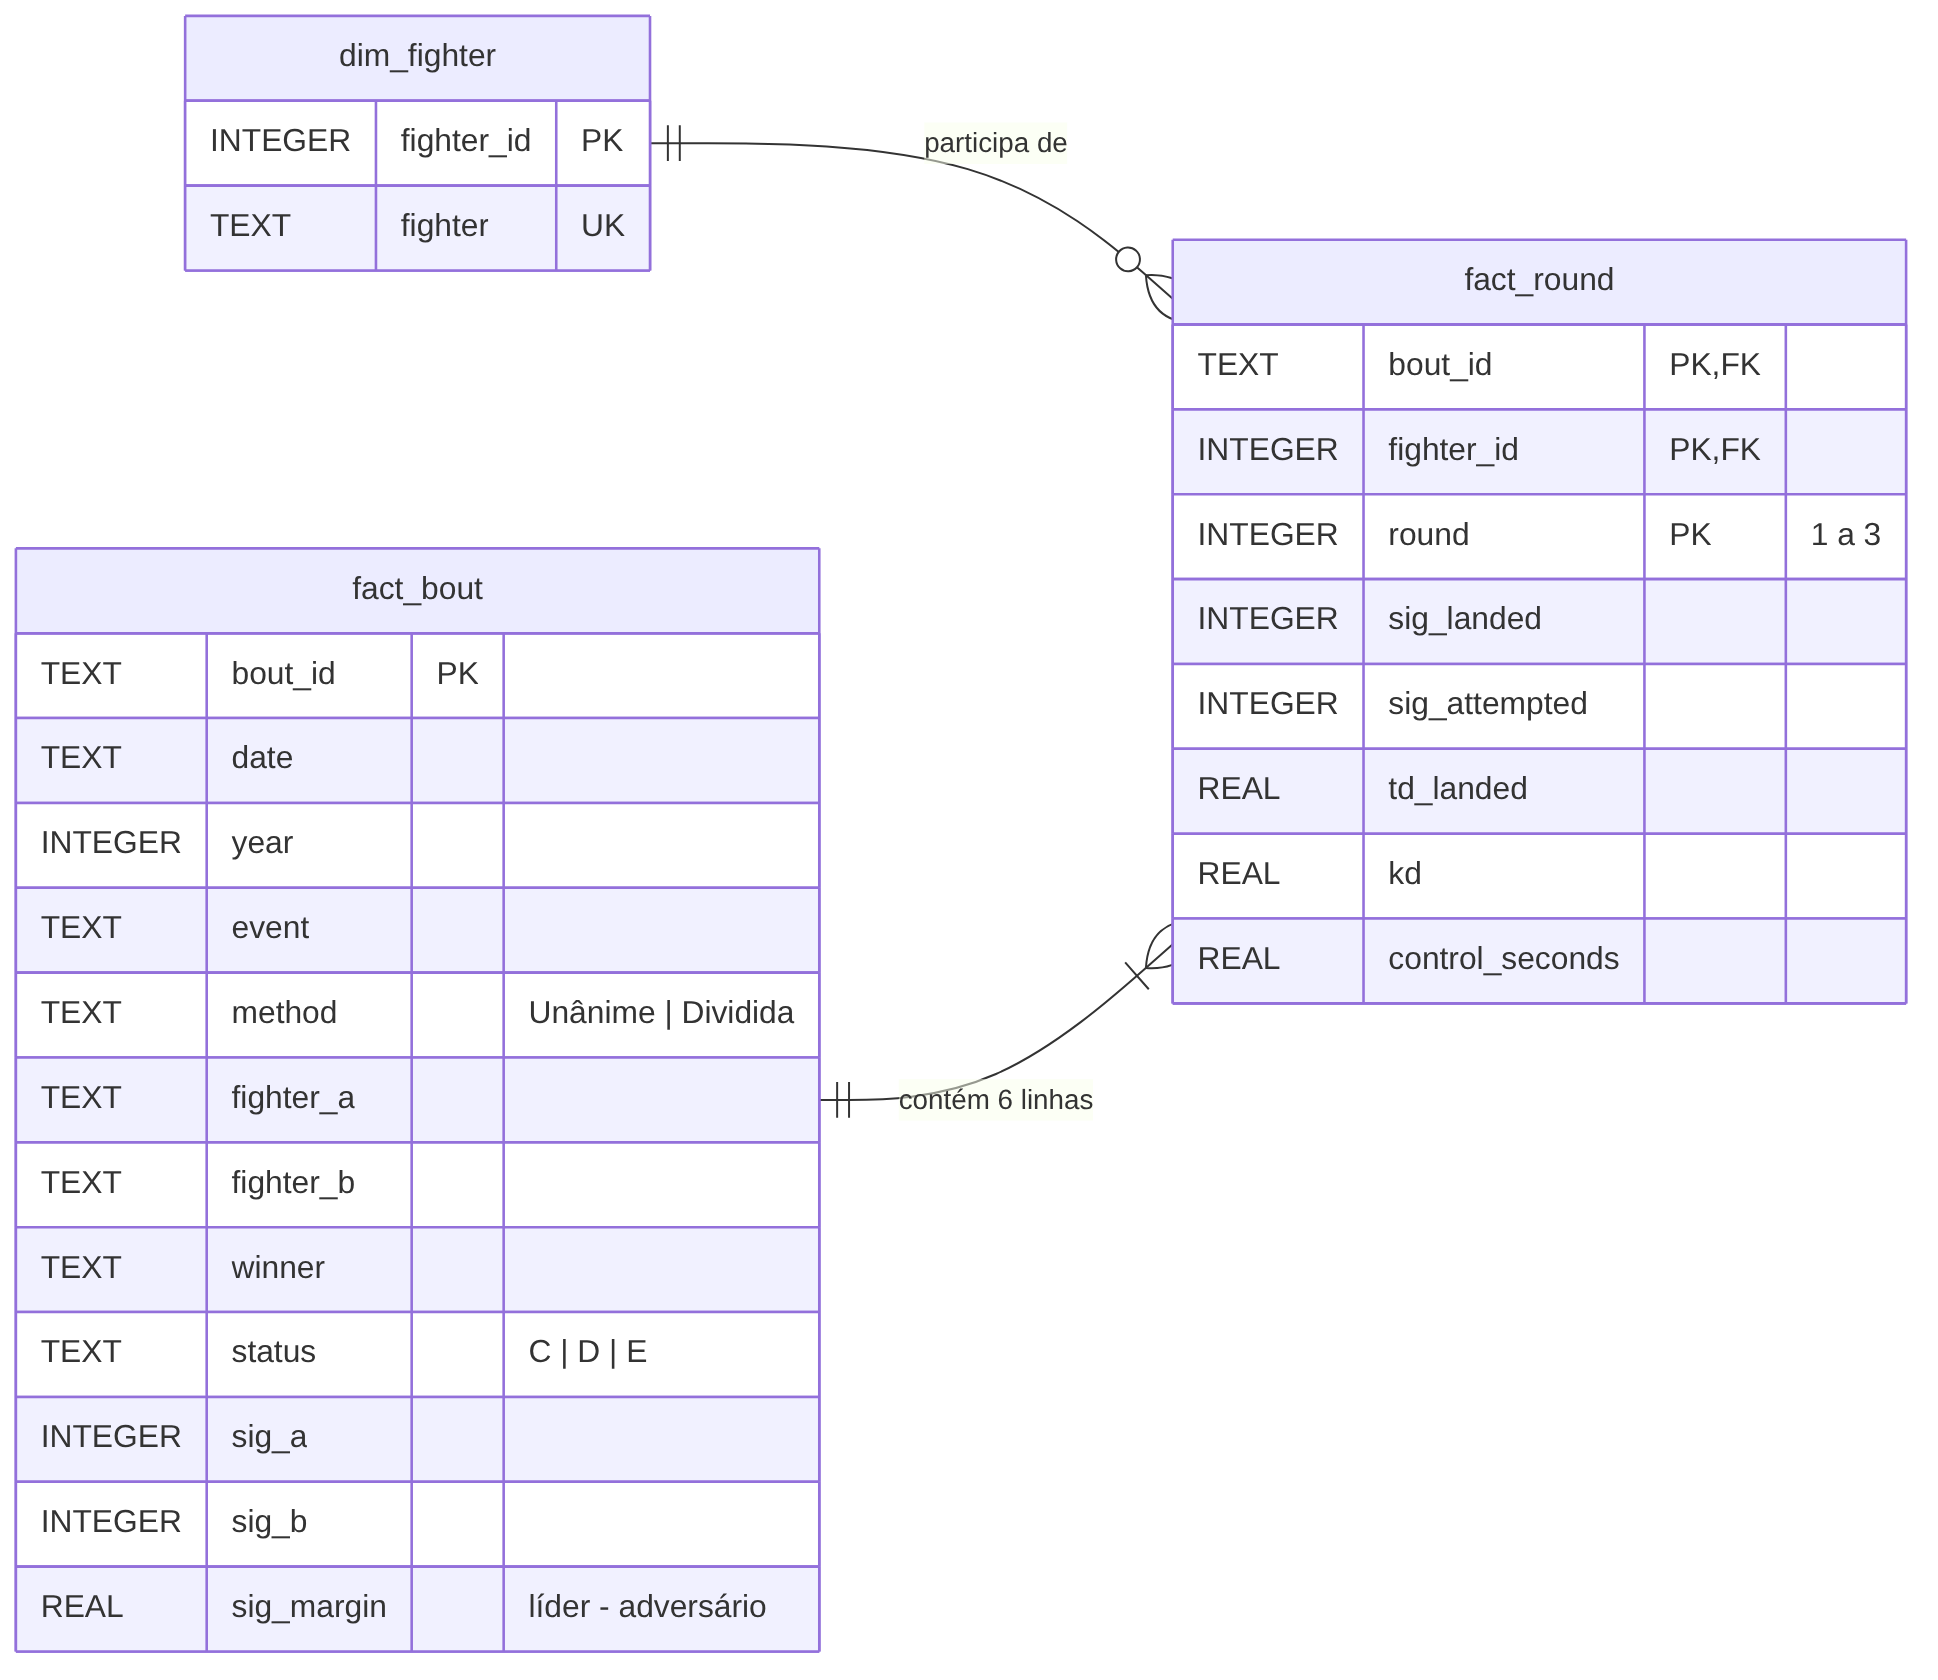 dim_fighter
INTEGER fighter_id PK
TEXT fighter UK
participa de
fact_round
TEXT bout_id PK,FK
INTEGER fighter_id PK,FK
INTEGER round PK 1 a 3
INTEGER sig_landed
INTEGER sig_attempted
REAL td_landed
REAL kd
REAL control_seconds
fact_bout
TEXT bout_id PK
TEXT date
INTEGER year
TEXT event
TEXT method Unânime | Dividida
TEXT fighter_a
TEXT fighter_b
TEXT winner
TEXT status C | D | E
INTEGER sig_a
INTEGER sig_b
REAL sig_margin líder - adversário
contém 6 linhas